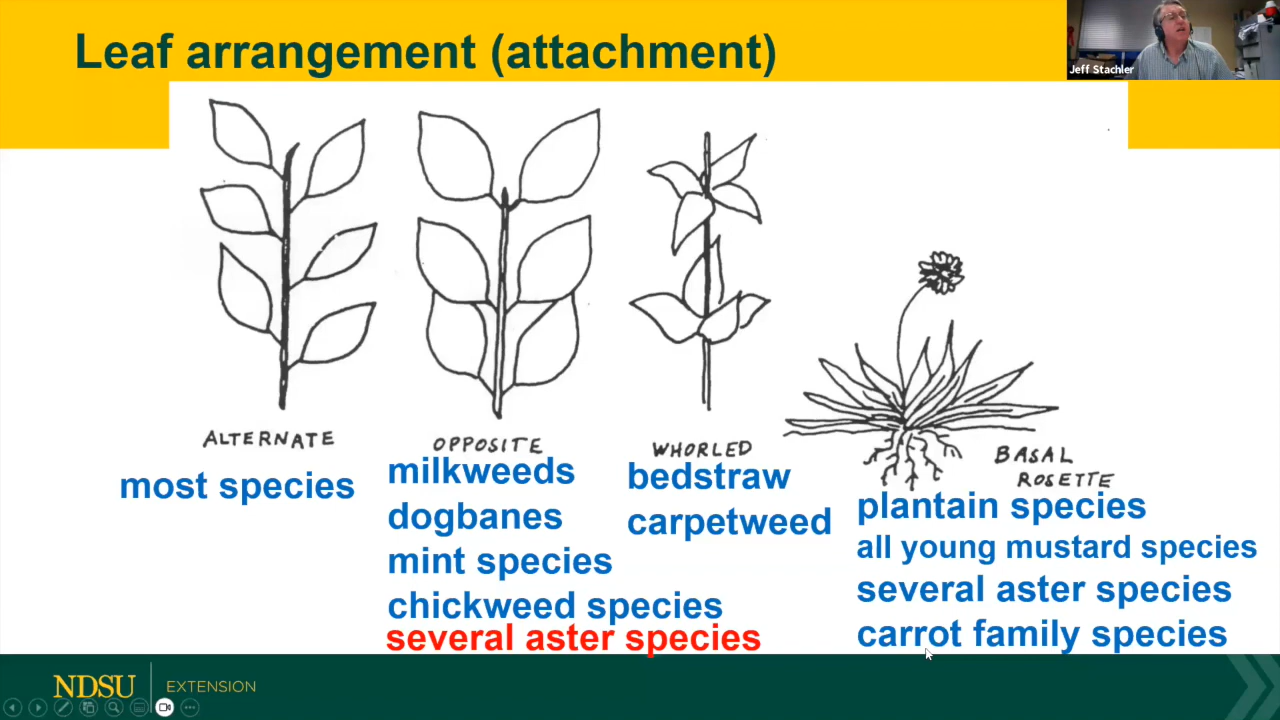 Leaf arrangement (attachment)
Jeff Stachler
ALTERNATE
most species
OPPOSITE
milkweeds
dogbanes
mint species
chickweed species
several aster species
WHORLED
bedstraw
carpetweed
BASAL
ROSETTE
plantain species
all young mustard species
several aster species
carrot family species
NDSU
EXTENSION